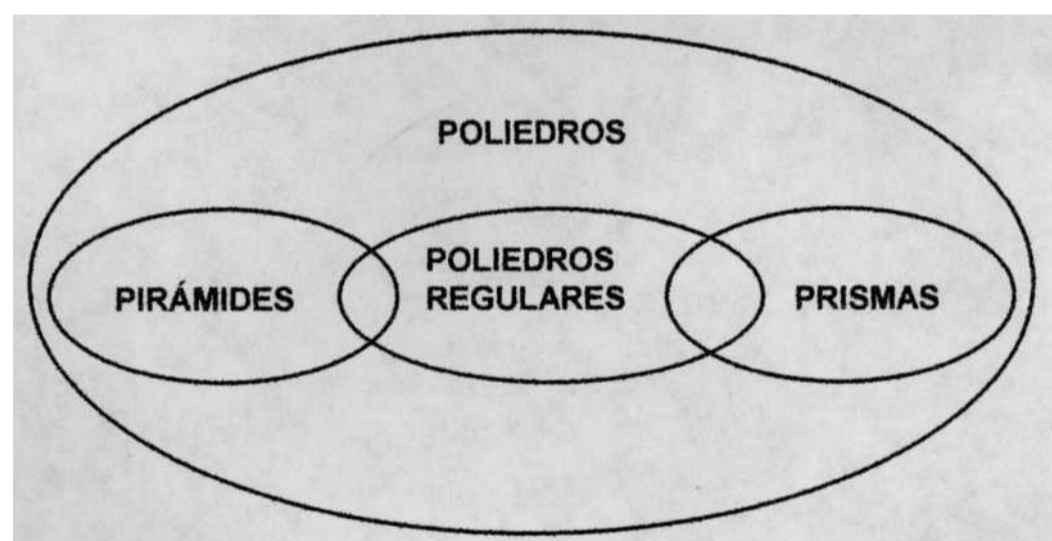 POLIEDROS
PIRÁMIDES
POLIEDROS
REGULARES
PRISMAS